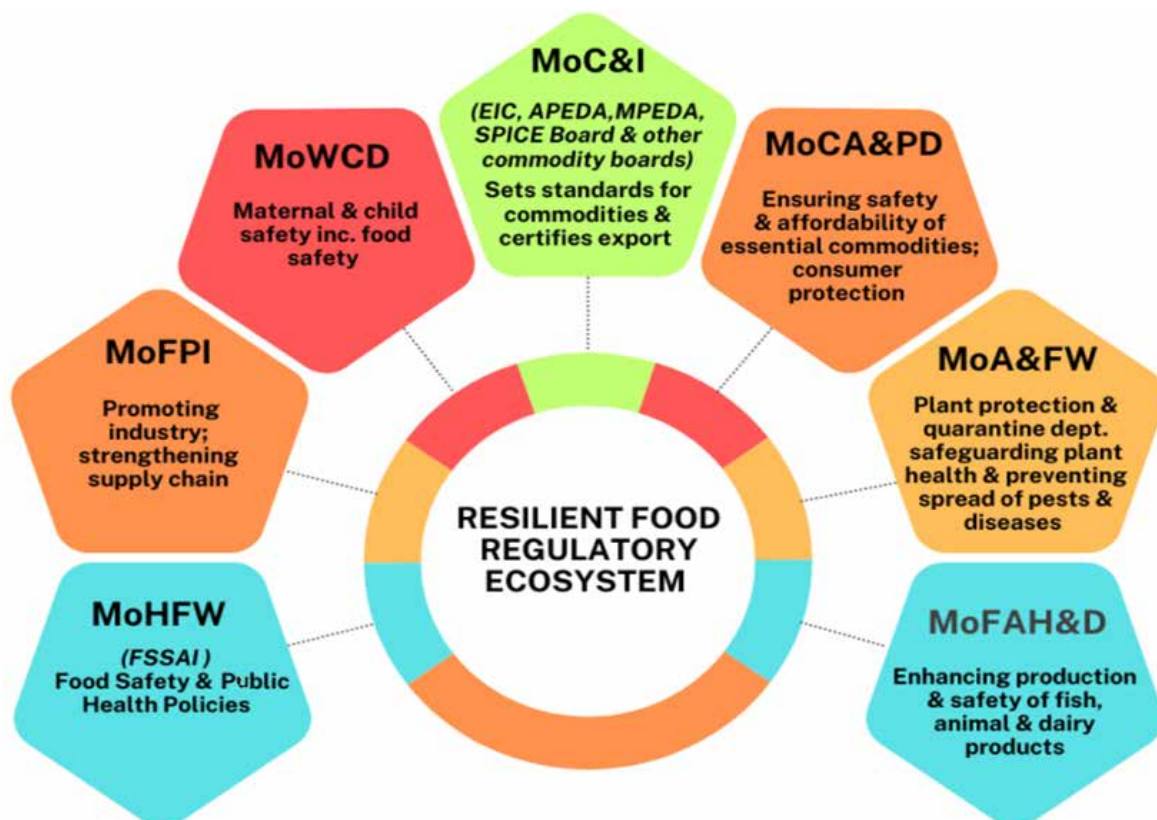 MoC&I
(EIC, APEDA,MPEDA,
SPICE Board & other
commodity boards)
Sets standards for
commodities &
certifies export
MoWCD
Maternal & child
safety inc. food
safety
MoCA&PD
Ensuring safety
& affordability of
essential commodities;
consumer
protection
MoFPI
Promoting
industry;
strengthening
supply chain
MoA&FW
Plant protection &
quarantine dept.
safeguarding plant
health & preventing
spread of pests &
diseases
RESILIENT FOOD
REGULATORY
ECOSYSTEM
MoHFW
(FSSAI )
Food Safety & Public
Health Policies
MoFAH&D
Enhancing production
& safety of fish,
animal & dairy
products